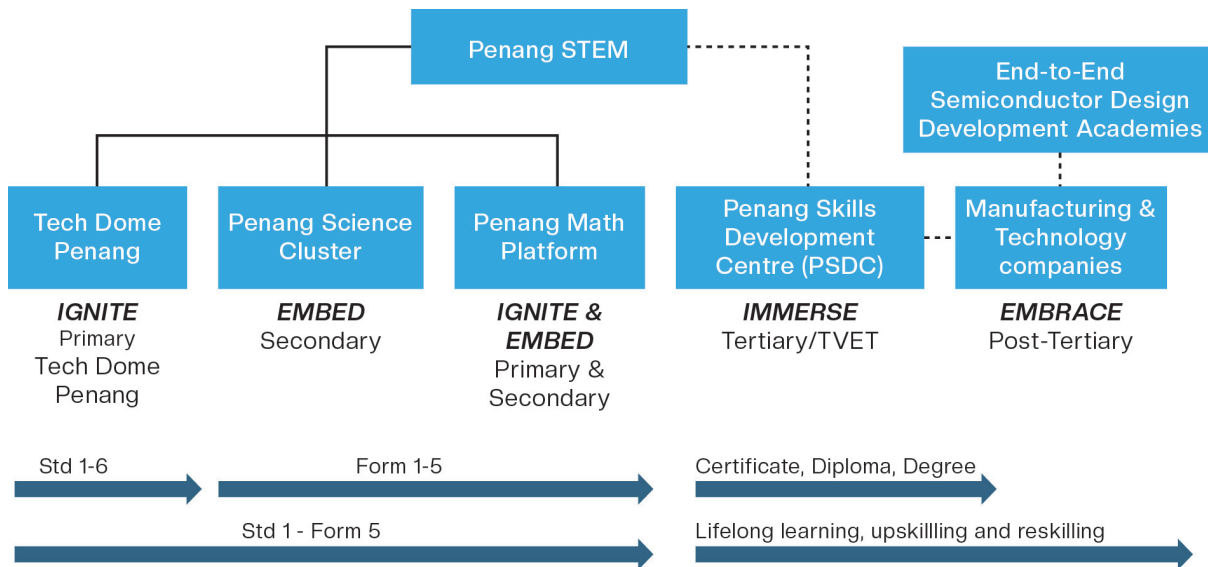 Penang STEM
End-to-End
Semiconductor Design
Development Academies
Tech Dome
Penang
Penang Science
Cluster
Penang Math
Platform
Penang Skills
Development
Centre (PSDC)
Manufacturing &
Technology
companies
IGNITE
Primary
Tech Dome
Penang
EMBED
Secondary
IGNITE &
EMBED
Primary &
Secondary
IMMERSE
Tertiary/TVET
EMBRACE
Post-Tertiary
Std 1-6
Form 1-5
Certificate, Diploma, Degree
Std 1 - Form 5
Lifelong learning, upskillling and reskilling